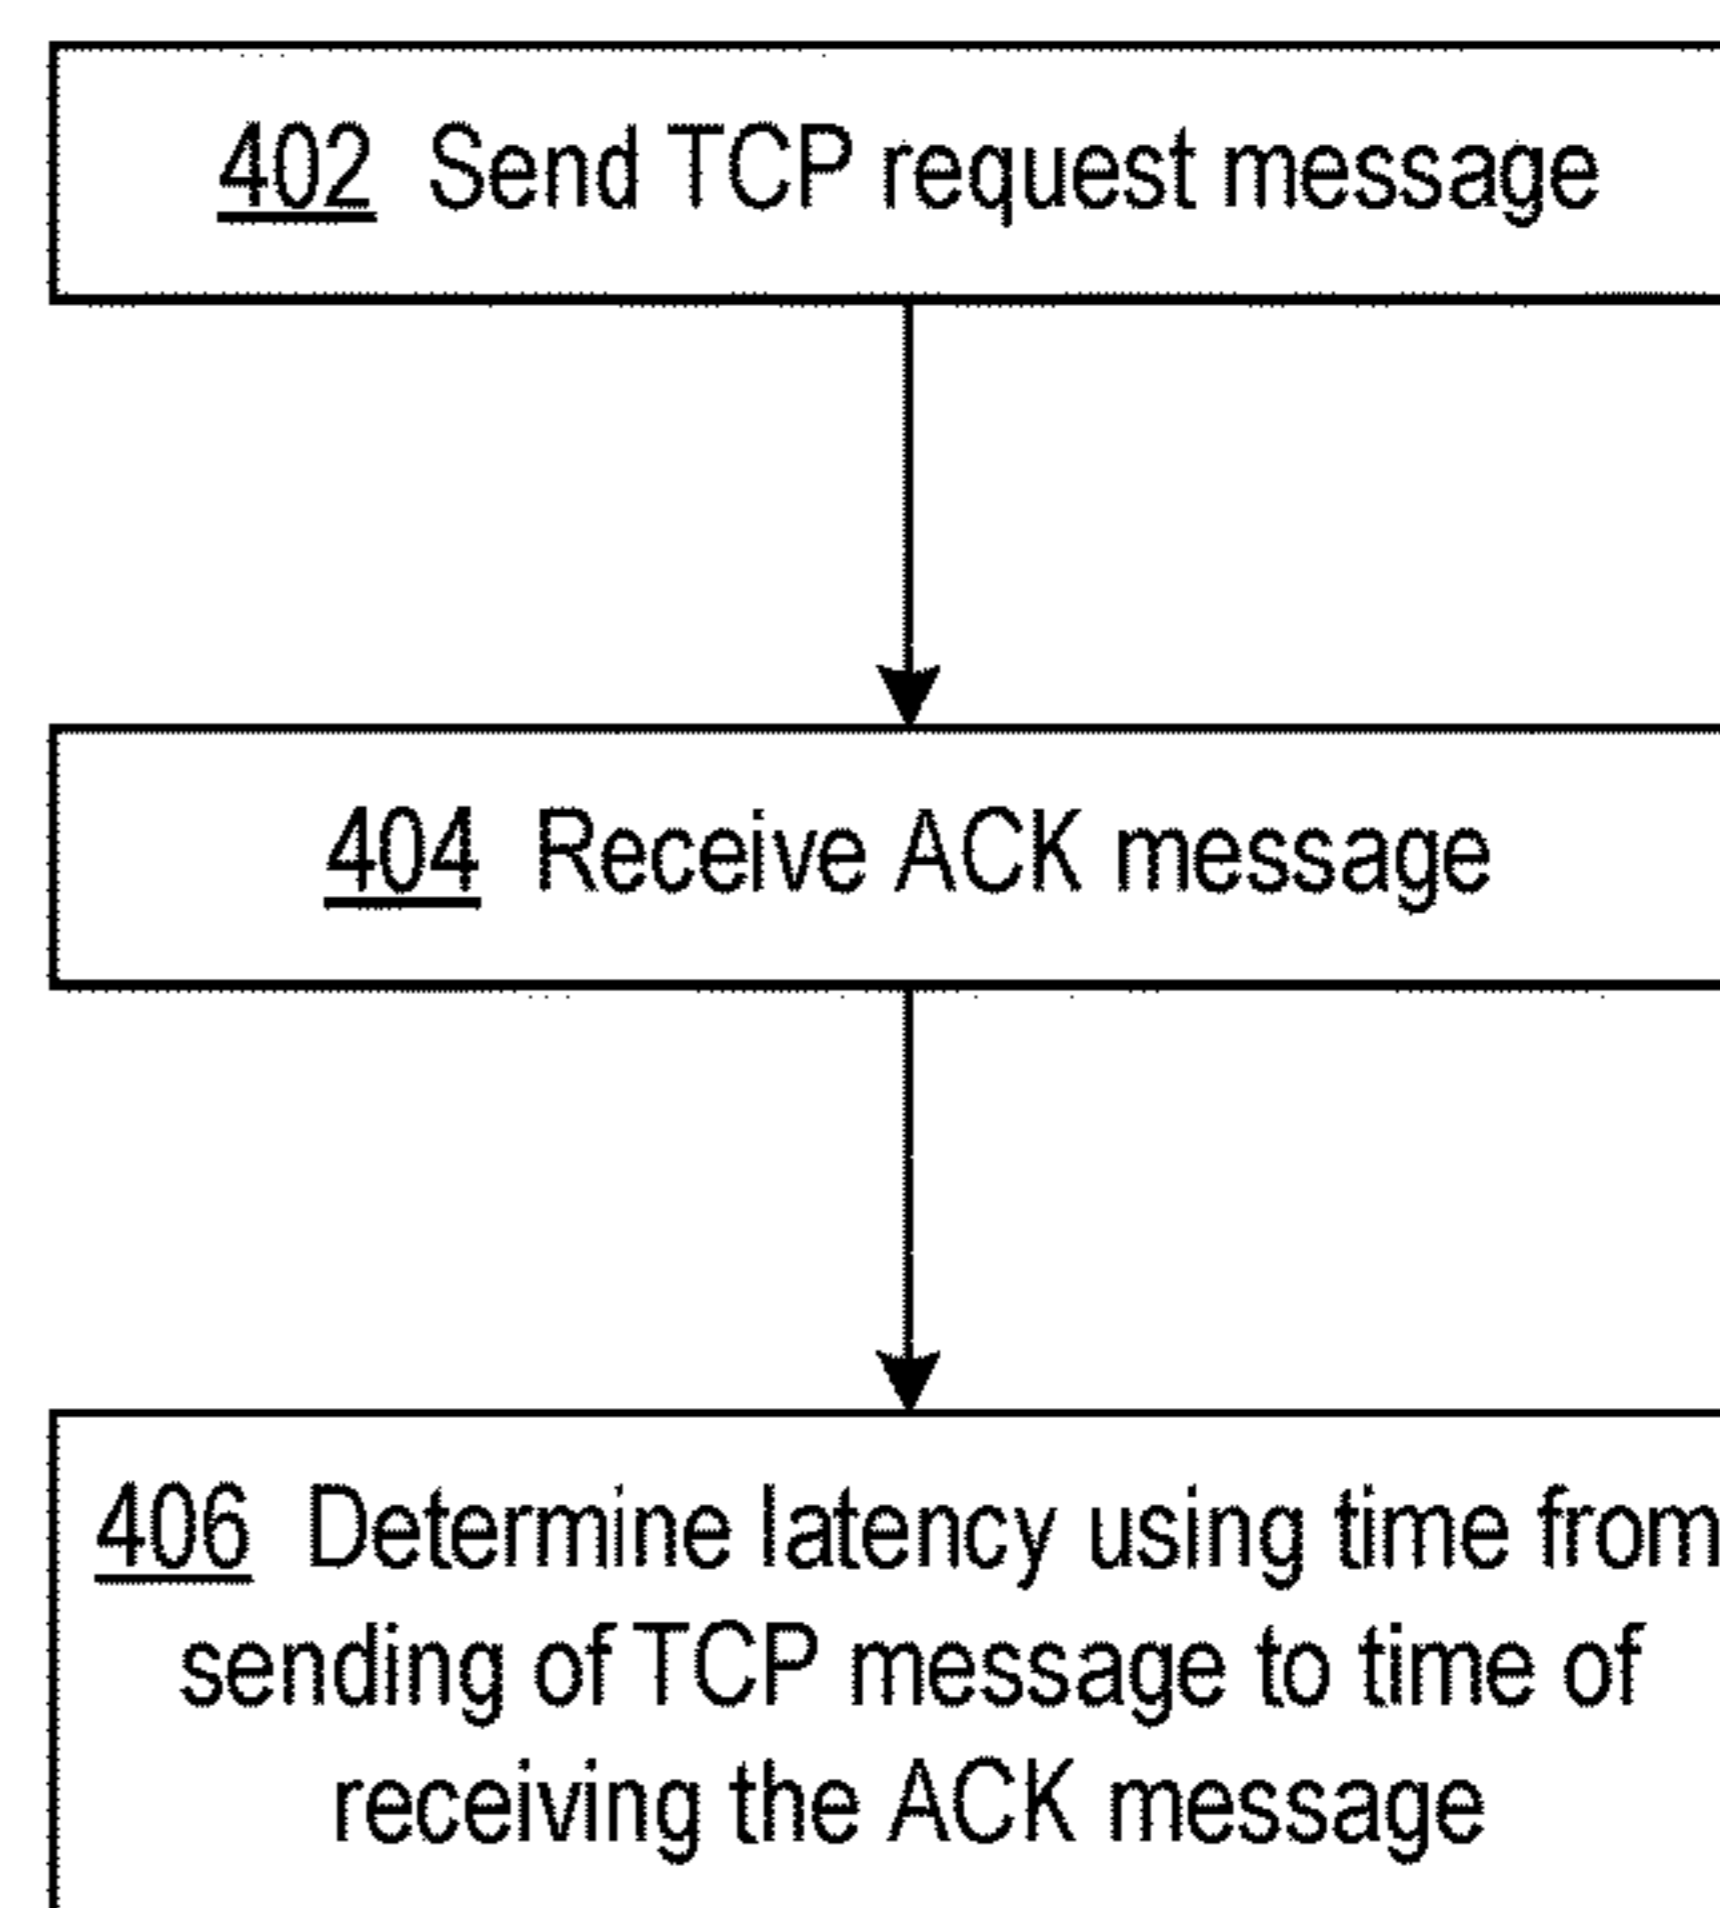 402 Send TCP request message
404 Receive ACK message
406 Determine latency using time from
sending of TCP message to time of
receiving the ACK message